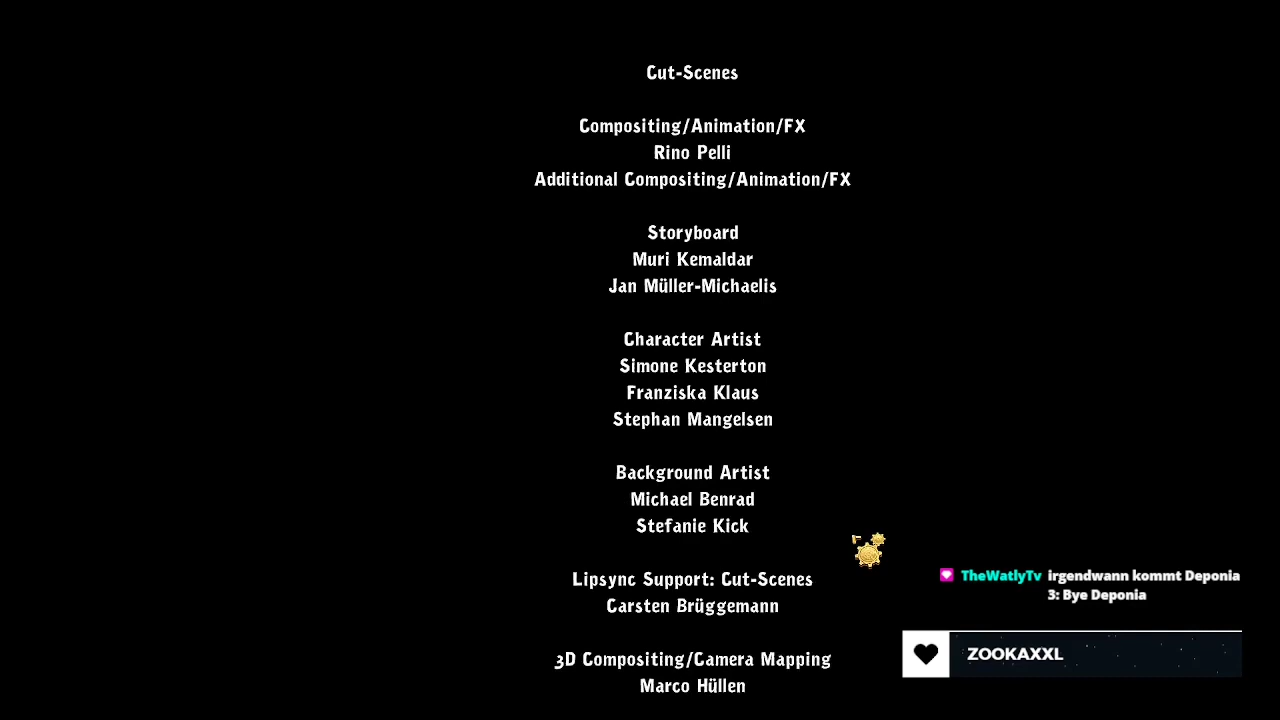 Cut-Scenes
Compositing/Animation/FX
Rino Pelli
Additional Compositing/Animation/FX
Storyboard
Muri Kemaldar
Jan Müller-Michaelis
Character Artist
Simone Kesterton
Franziska Klaus
Stephan Mangelsen
Background Artist
Michael Benrad
Stefanie Kick
Lipsync Support: Cut-Scenes
Carsten Brüggemann
3D Compositing/Camera Mapping
Marco Hüllen
TheWatlyTv irgendwann kommt Deponia
3: Bye Deponia
ZOOKAXXL